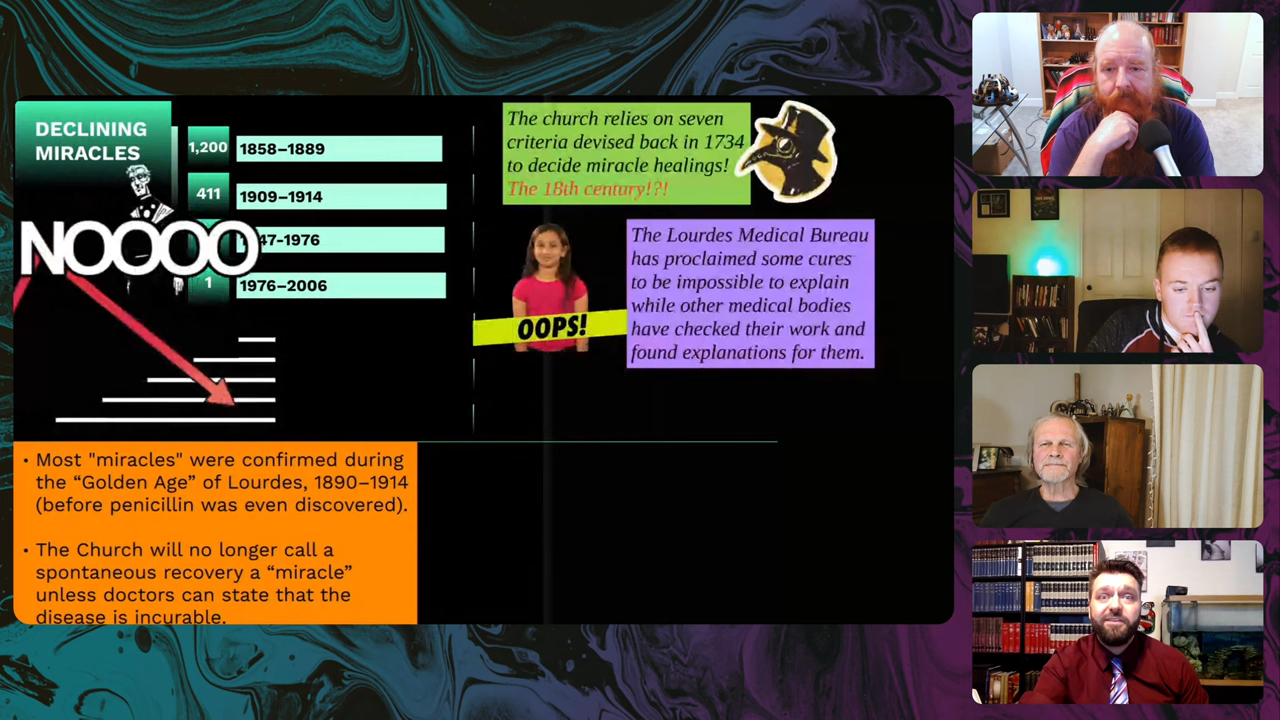 DECLINING
MIRACLES
1,200 1858–1889
411 1909–1914
NOOOO
47-1976
1 1976–2006
• Most "miracles" were confirmed during
the “Golden Age” of Lourdes, 1890–1914
(before penicillin was even discovered).
• The Church will no longer call a
spontaneous recovery a “miracle”
unless doctors can state that the
disease is incurable.
The church relies on seven
criteria devised back in 1734
to decide miracle healings!
The 18th century!?!
OOPS!
The Lourdes Medical Bureau
has proclaimed some cures
to be impossible to explain
while other medical bodies
have checked their work and
found explanations for them.